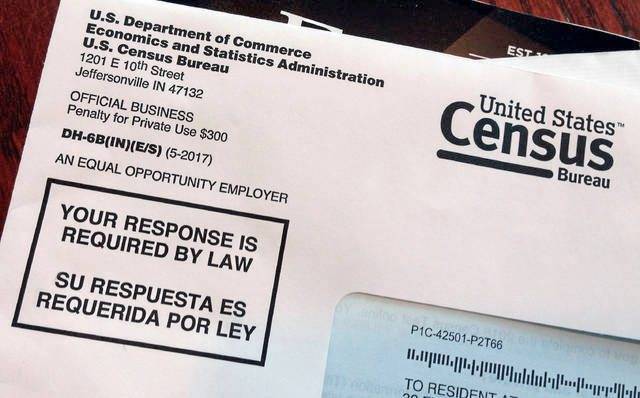 U.S. Department of Commerce
Economics and Statistics Administration
U.S. Census Bureau
1201 E 10th Street
Jeffersonville IN 47132
OFFICIAL BUSINESS
Penalty for Private Use $300
DH-6B(IN)(E/S) (5-2017)
AN EQUAL OPPORTUNITY EMPLOYER
YOUR RESPONSE IS
REQUIRED BY LAW
SU RESPUESTA ES
REQUERIDA POR LEY
EST
United States™
Census
Bureau
P1C-42501-P2T66
TO RESIDENT AT